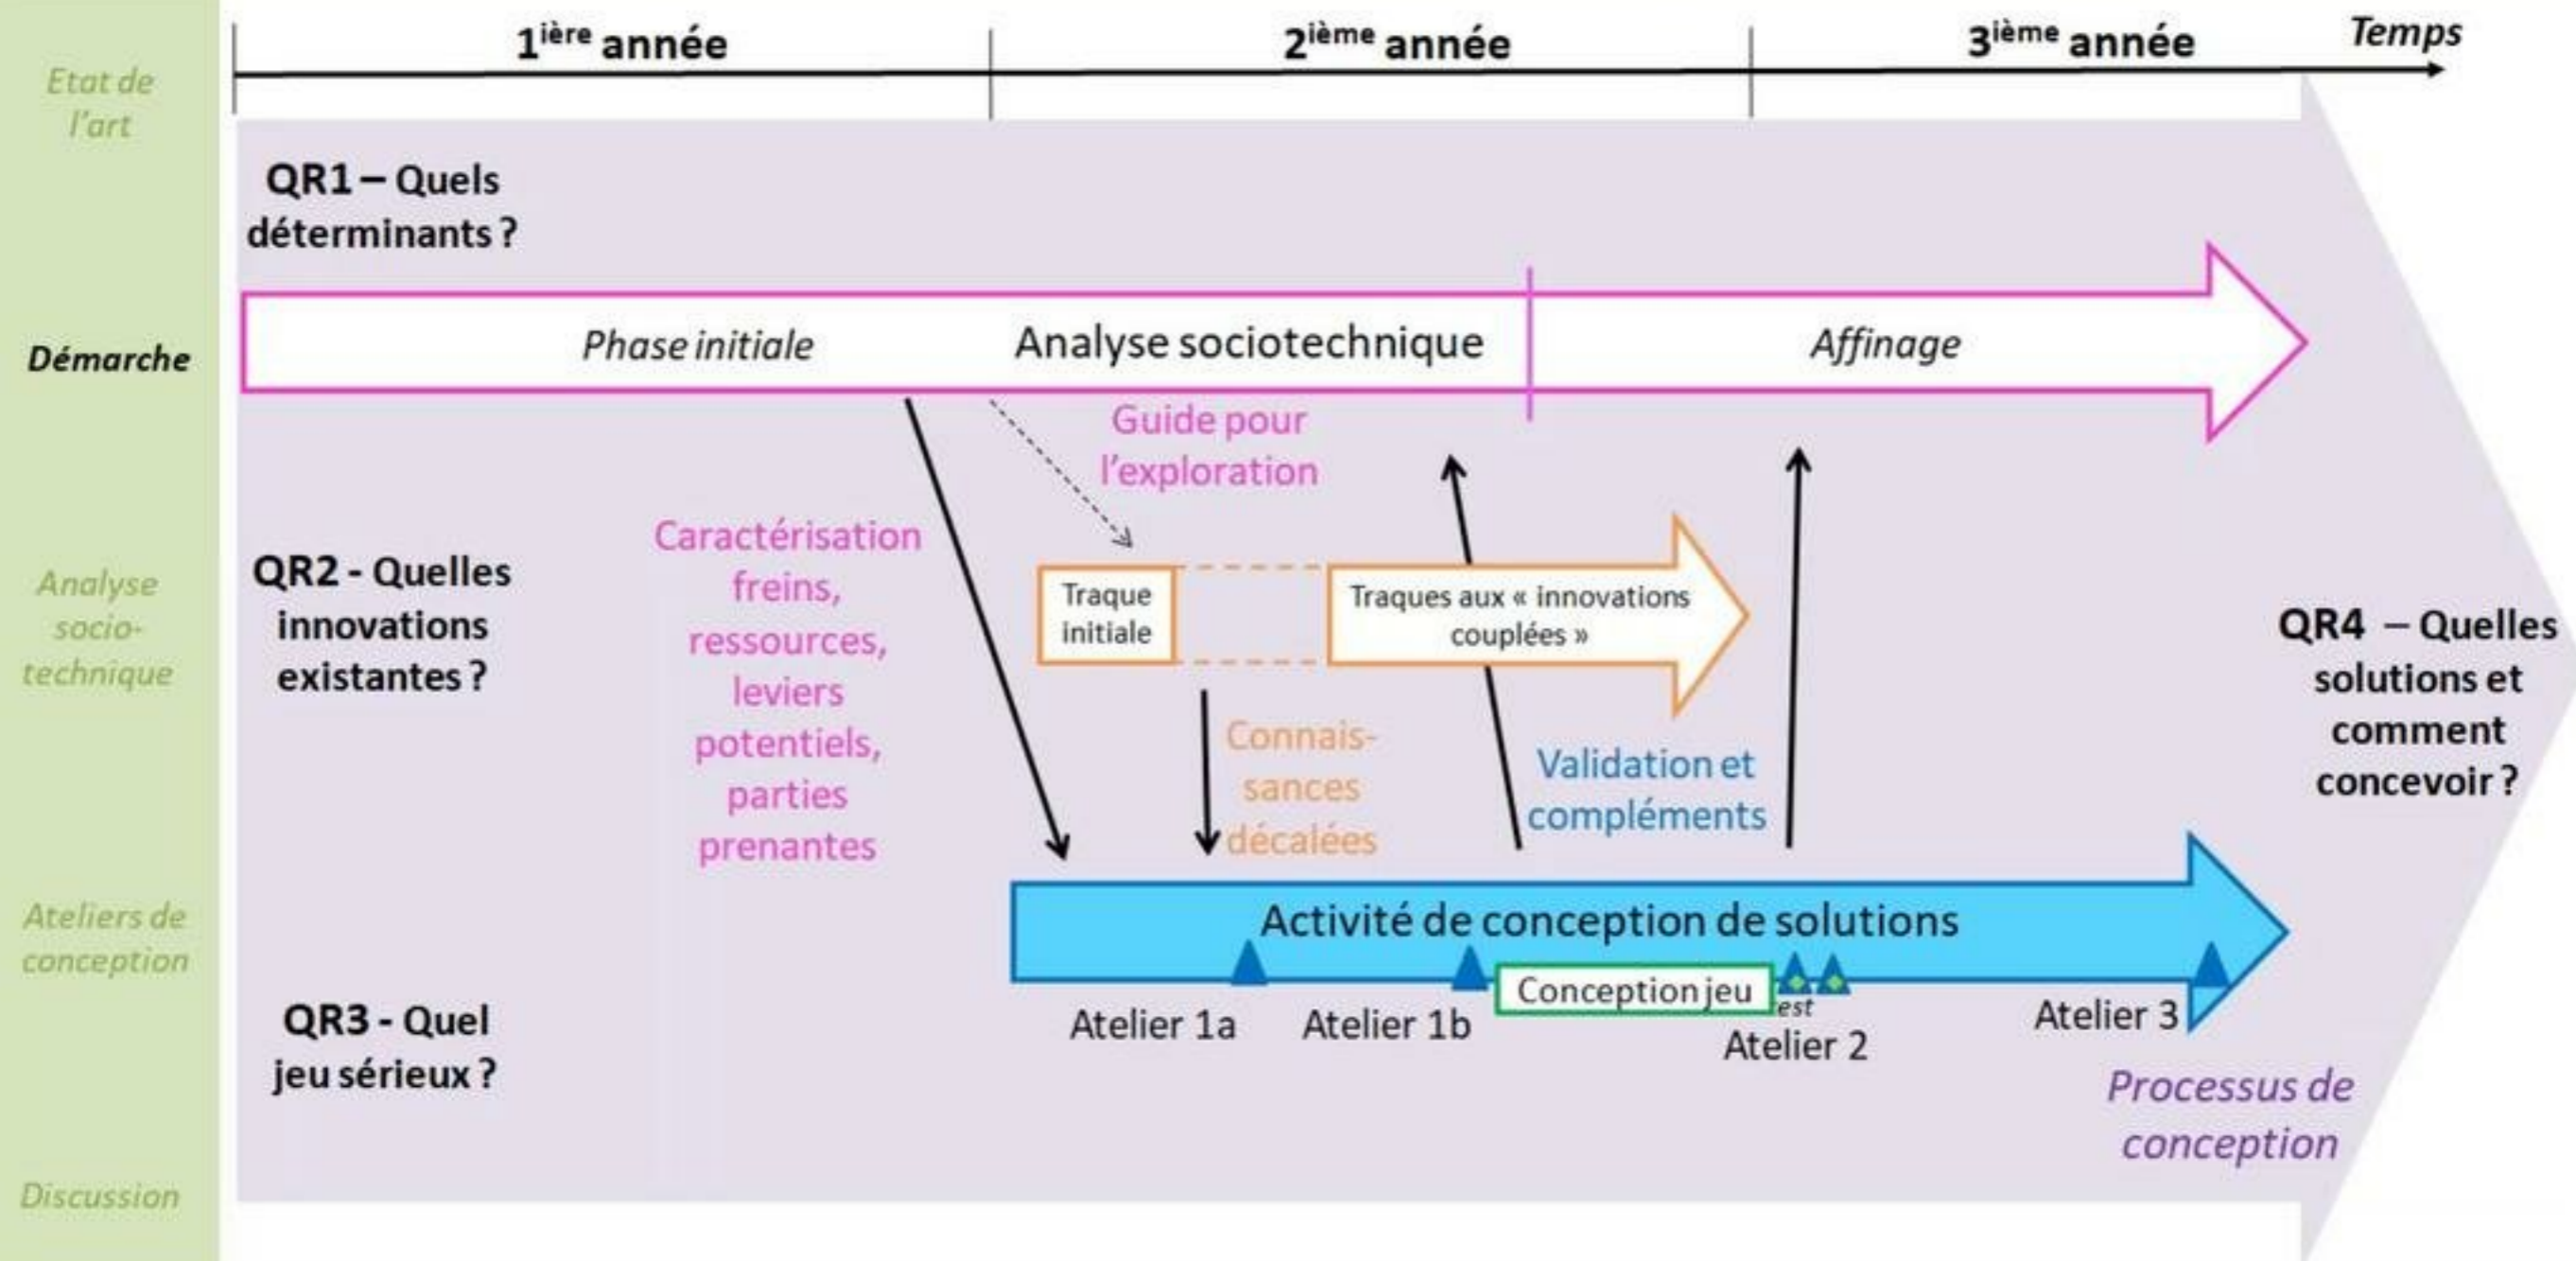 1ière année
2ième année
3ième année
Temps
Etat de
l'art
Démarche
Analyse
socio-
technique
Ateliers de
conception
Discussion
QR1 – Quels
déterminants ?
Phase initiale
Analyse sociotechnique
Affinage
Guide pour
l'exploration
QR2 - Quelles
innovations
existantes ?
Caractérisation
freins,
ressources,
leviers
potentiels,
parties
prenantes
Traque
initiale
Traques aux « innovations
couplées »
Connais-
sances
décalées
Validation et
compléments
QR4 – Quelles
solutions et
comment
concevoir ?
Activité de conception de solutions
Conception jeu
Atelier 1a
Atelier 1b
Atelier 2
Atelier 3
QR3 - Quel
jeu sérieux ?
Processus de
conception